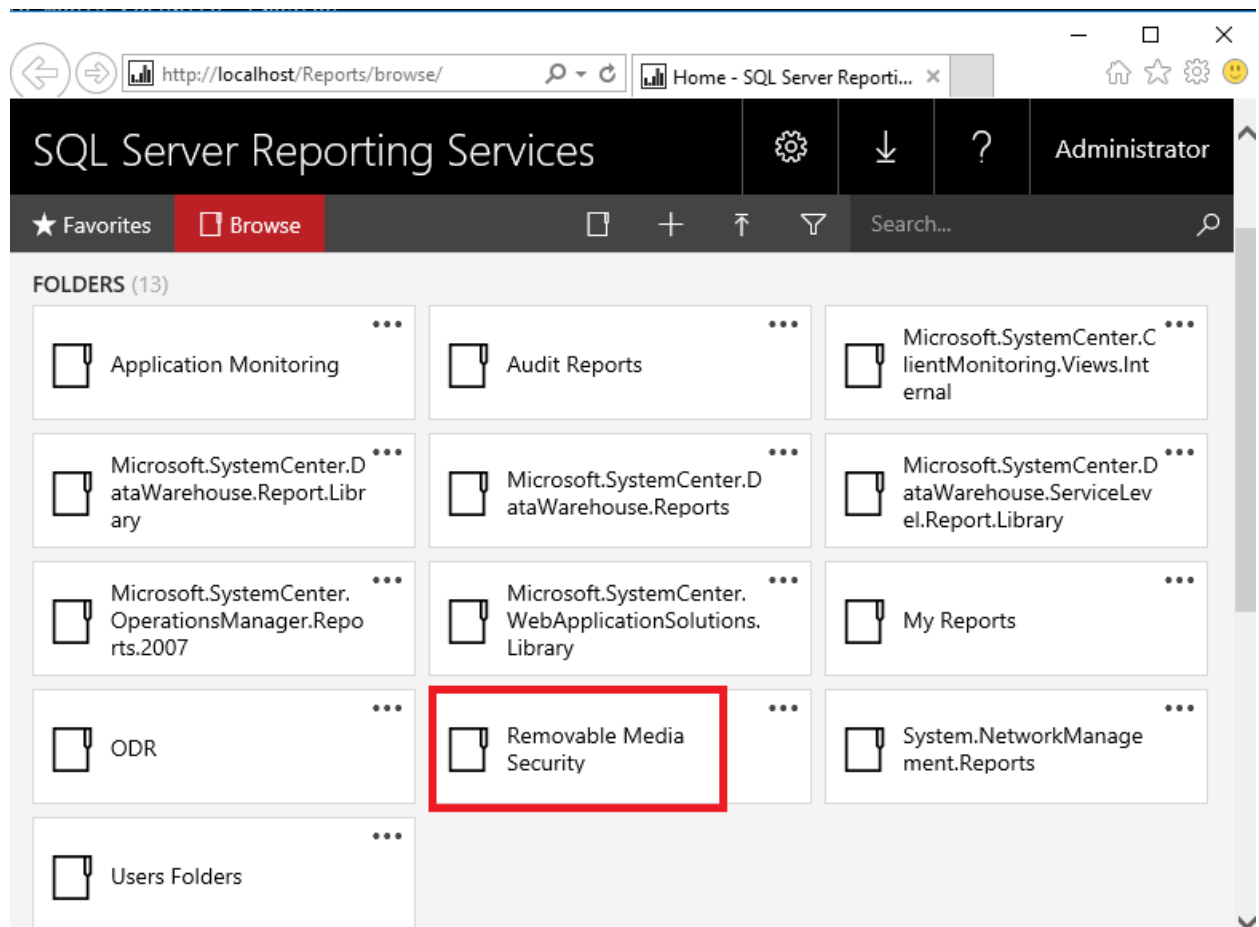 http://localhost/Reports/browse/
Home - SQL Server Reporti...
SQL Server Reporting Services
?
Administrator
Favorites
Browse
Search...
FOLDERS (13)
Application Monitoring
Audit Reports
Microsoft.SystemCenter.C
lientMonitoring.Views.Int
ernal
Microsoft.SystemCenter.D
ataWarehouse.Report.Libr
ary
Microsoft.SystemCenter.D
ataWarehouse.Reports
Microsoft.SystemCenter.D
ataWarehouse.ServiceLev
el.Report.Library
Microsoft.SystemCenter.
OperationsManager.Repo
rts.2007
Microsoft.SystemCenter.
WebApplicationSolutions.
Library
My Reports
ODR
Removable Media
Security
System.NetworkManage
ment.Reports
Users Folders